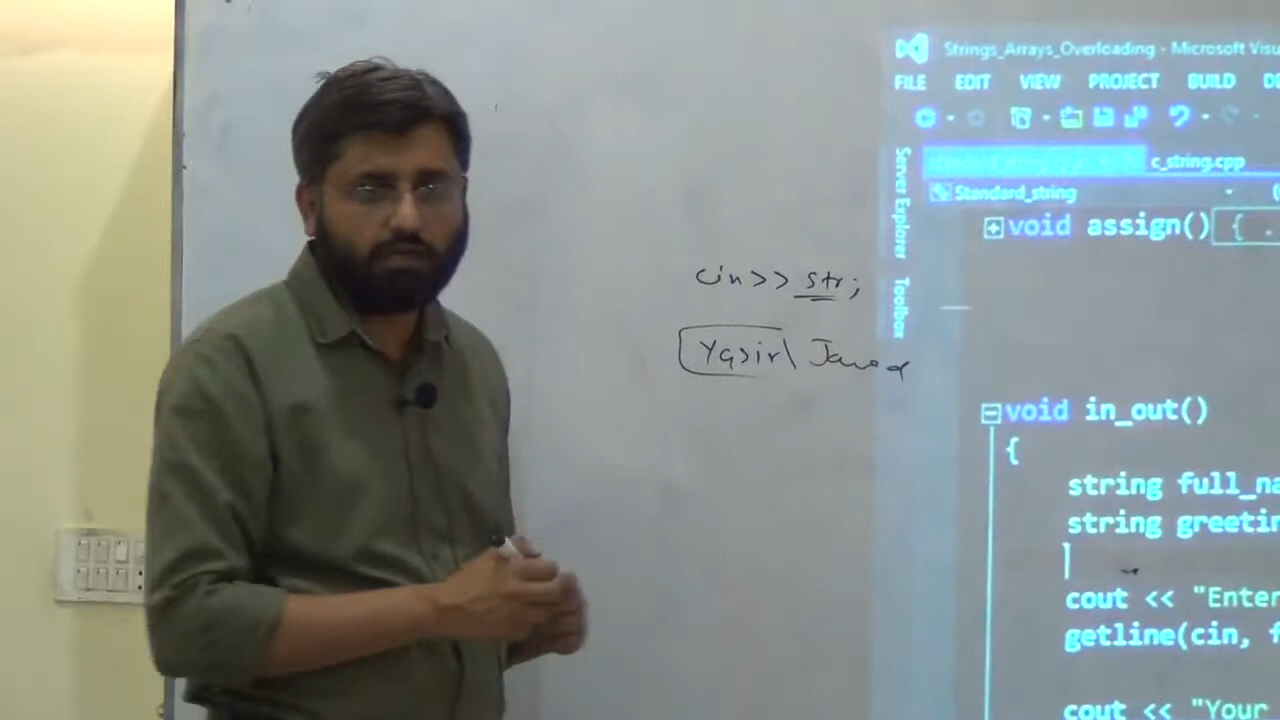 Strings_Arrays_Overloading - Microsoft Visu
FILE EDIT VIEW PROJECT BUILD DE
c_string.cpp
Server Explorer
Toolbox
Standard_string
void assign() { .
cin>> str;
Yasir\ Javed
void in_out()
{
string full_na
string greetin
cout << "Enter
getline(cin, f
cout << "Your